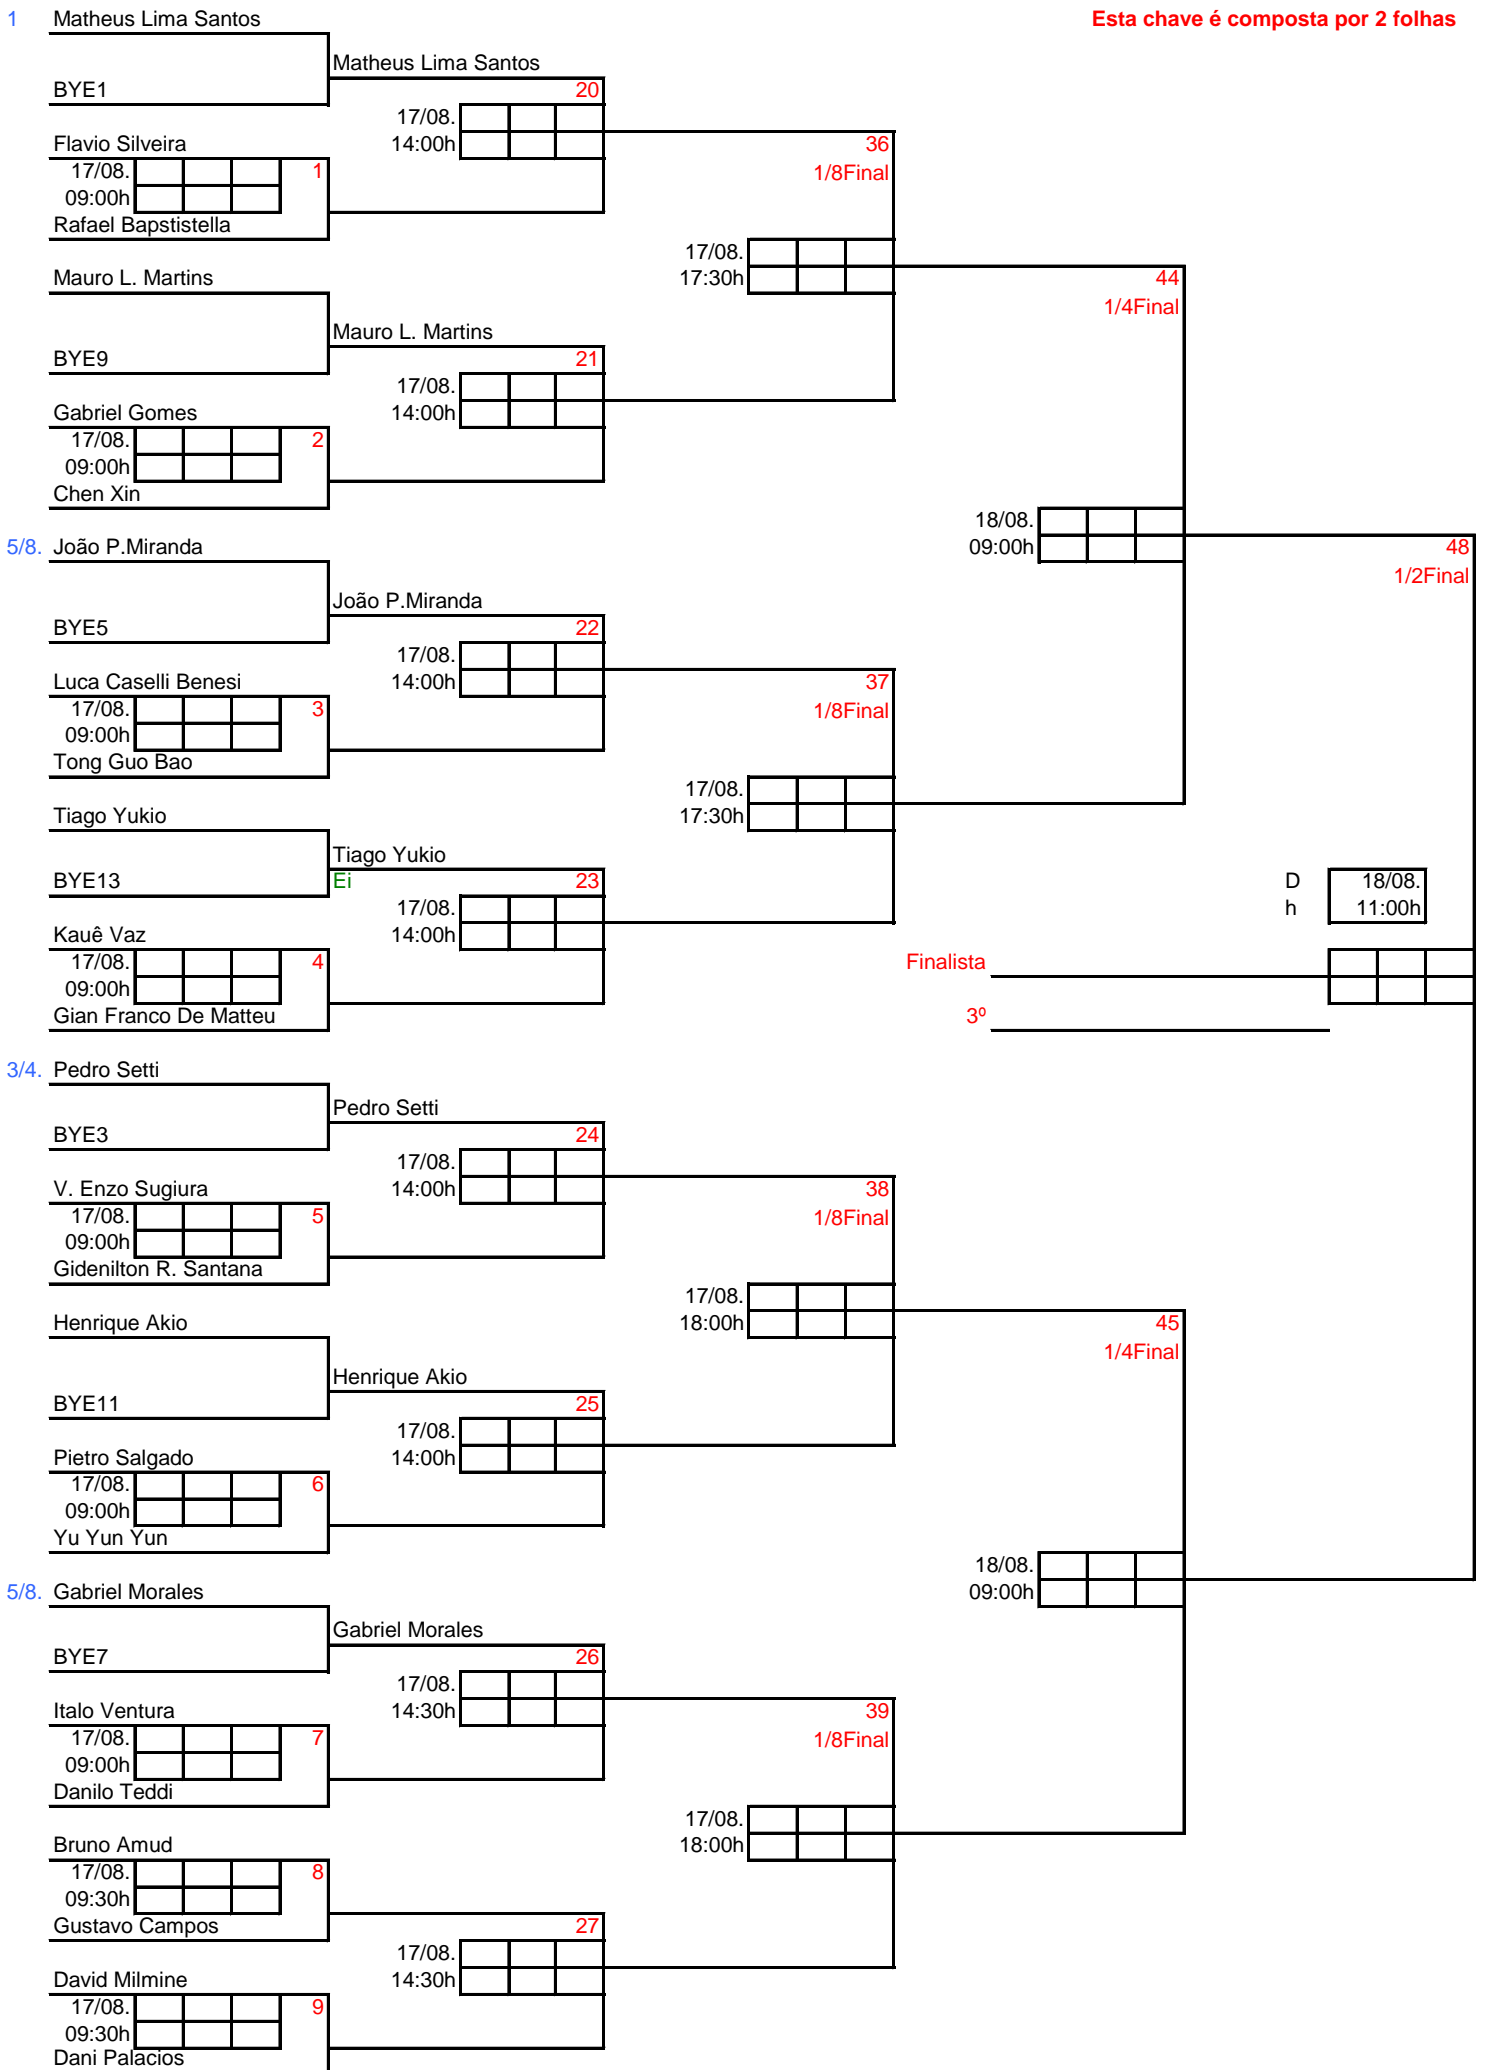 1 Matheus Lima Santos Esta chave é composta por 2 folhas
Matheus Lima Santos
BYE1 20
17/08.
Flavio Silveira 14:00h 36
17/08. 1 1/8Final
09:00h
Rafael Bapstistella
17/08.
Mauro L. Martins 17:30h 44
1/4Final
Mauro L. Martins
BYE9 21
17/08.
Gabriel Gomes 14:00h
17/08. 2
09:00h
Chen Xin
18/08.
5/8. João P.Miranda 09:00h 48
1/2Final
João P.Miranda
BYE5 22
17/08.
Luca Caselli Benesi 14:00h 37
17/08. 3 1/8Final
09:00h
Tong Guo Bao
17/08.
Tiago Yukio 17:30h
Tiago Yukio
BYE13 Ei 23 D 18/08.
17/08. h 11:00h
Kauê Vaz 14:00h
17/08. 4 Finalista
09:00h
Gian Franco De Matteu 3º
3/4. Pedro Setti
Pedro Setti
BYE3 24
17/08.
V. Enzo Sugiura 14:00h 38
17/08. 5 1/8Final
09:00h
Gidenilton R. Santana
17/08.
Henrique Akio 18:00h 45
1/4Final
Henrique Akio
BYE11 25
17/08.
Pietro Salgado 14:00h
17/08. 6
09:00h
Yu Yun Yun
18/08.
5/8. Gabriel Morales 09:00h
Gabriel Morales
BYE7 26
17/08.
Italo Ventura 14:30h 39
17/08. 7 1/8Final
09:00h
Danilo Teddi
17/08.
Bruno Amud 18:00h
17/08. 8
09:30h
Gustavo Campos 27
17/08.
David Milmine 14:30h
17/08. 9
09:30h
Dani Palacios